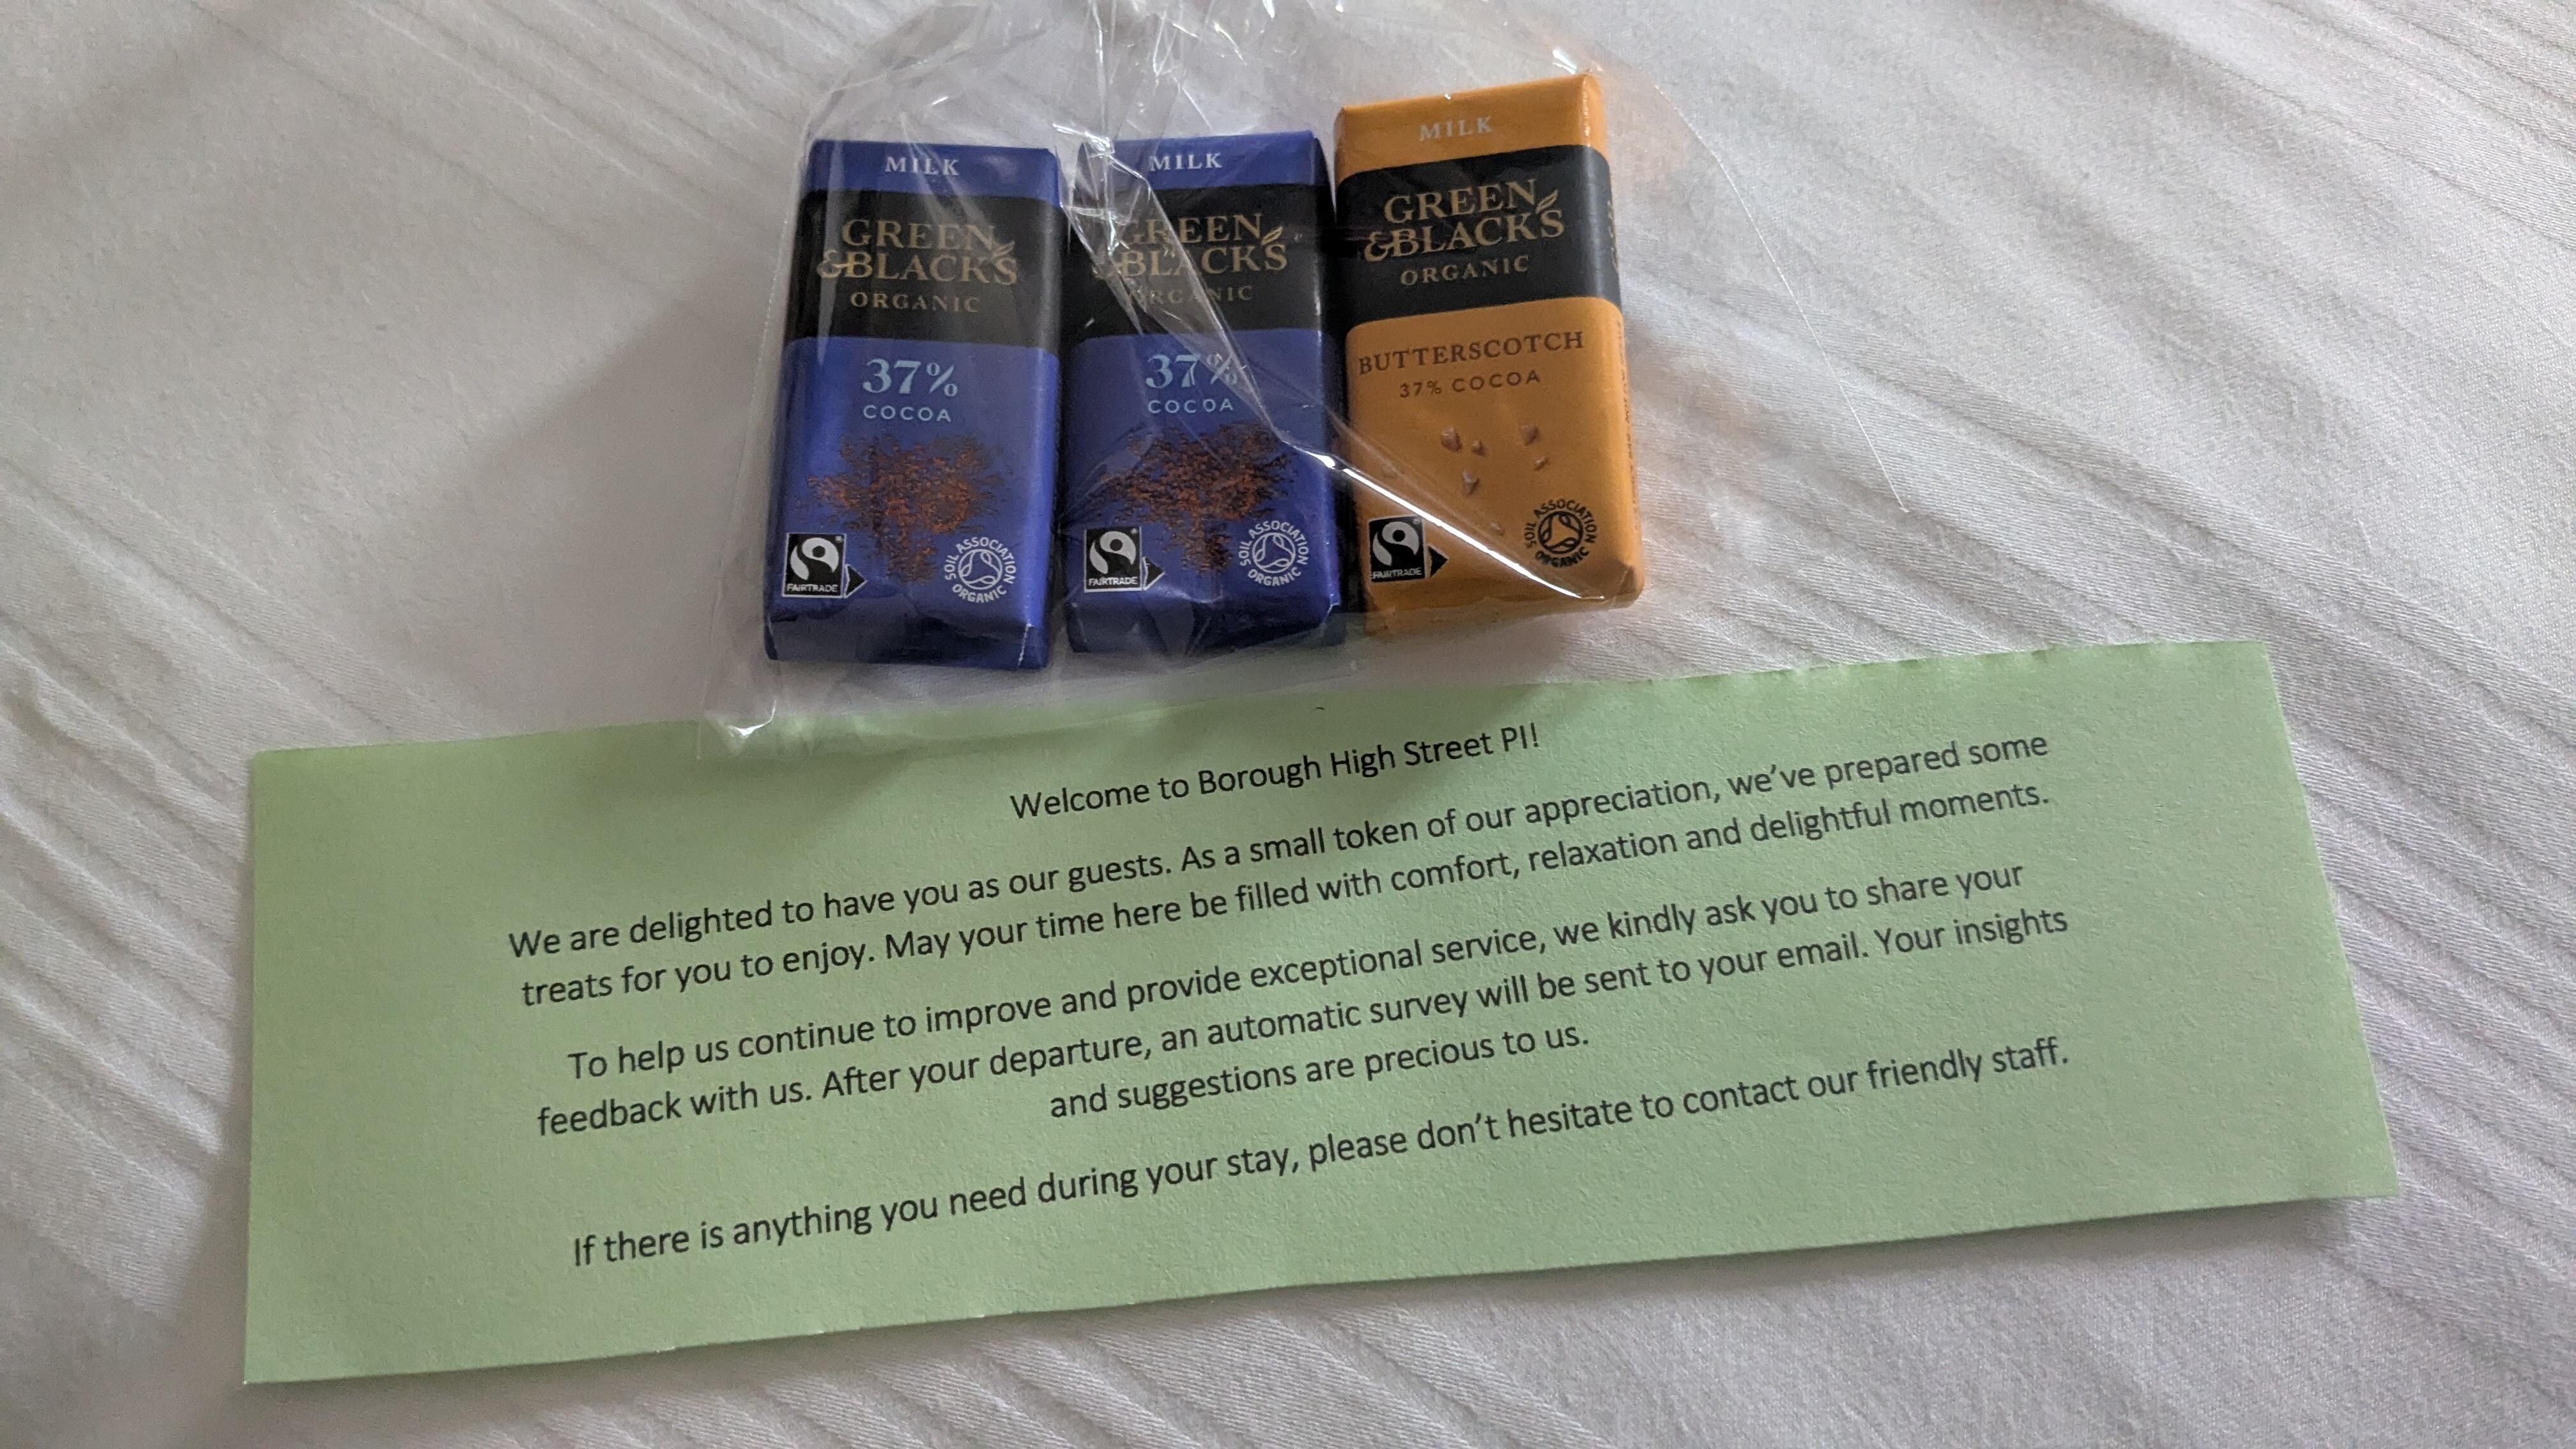 MILK
GREEN
&BLACK'S
ORGANIC
37%
COCOA
FAIRTRADE
SOIL ASSOCIATION
ORGANIC
MILK
GREEN
&BLACK'S
ORGANIC
37%
COCOA
FAIRTRADE
SOIL ASSOCIATION
ORGANIC
MILK
GREEN
&BLACK'S
ORGANIC
BUTTERSCOTCH
37% COCOA
FAIRTRADE
SOIL ASSOCIATION
ORGANIC
Welcome to Borough High Street PI!
We are delighted to have you as our guests. As a small token of our appreciation, we've prepared some
treats for you to enjoy. May your time here be filled with comfort, relaxation and delightful moments.
To help us continue to improve and provide exceptional service, we kindly ask you to share your
feedback with us. After your departure, an automatic survey will be sent to your email. Your insights
and suggestions are precious to us.
If there is anything you need during your stay, please don't hesitate to contact our friendly staff.